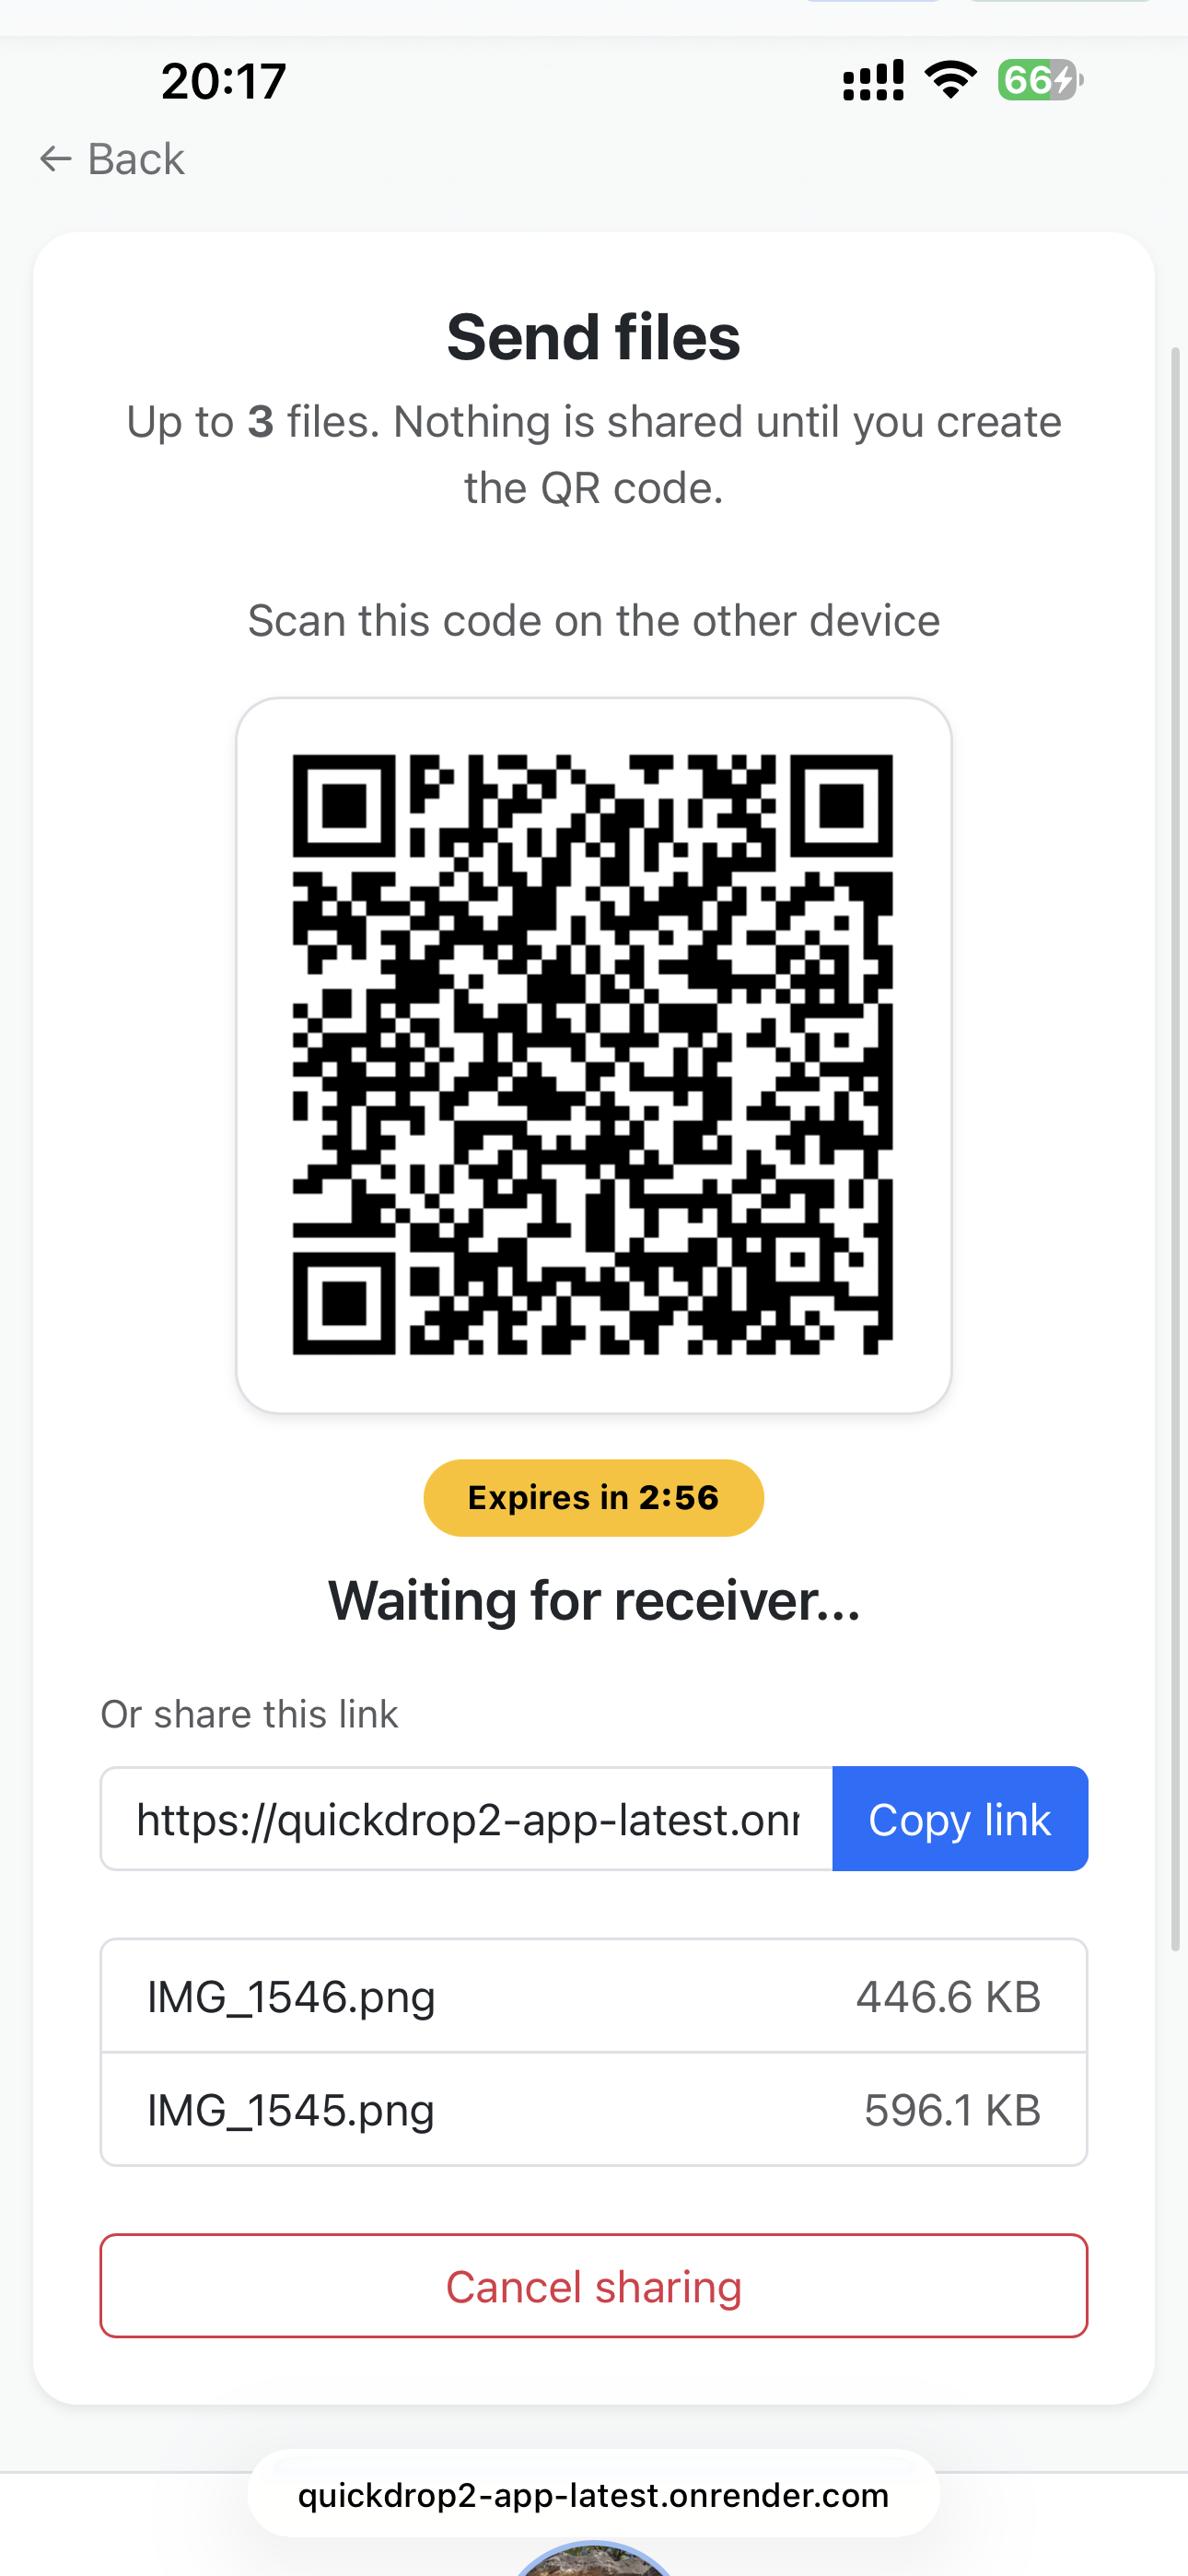 20:17
66
← Back
Send files
Up to 3 files. Nothing is shared until you create
the QR code.
Scan this code on the other device
Expires in 2:56
Waiting for receiver...
Or share this link
https://quickdrop2-app-latest.onr
Copy link
IMG_1546.png 446.6 KB
IMG_1545.png 596.1 KB
Cancel sharing
quickdrop2-app-latest.onrender.com